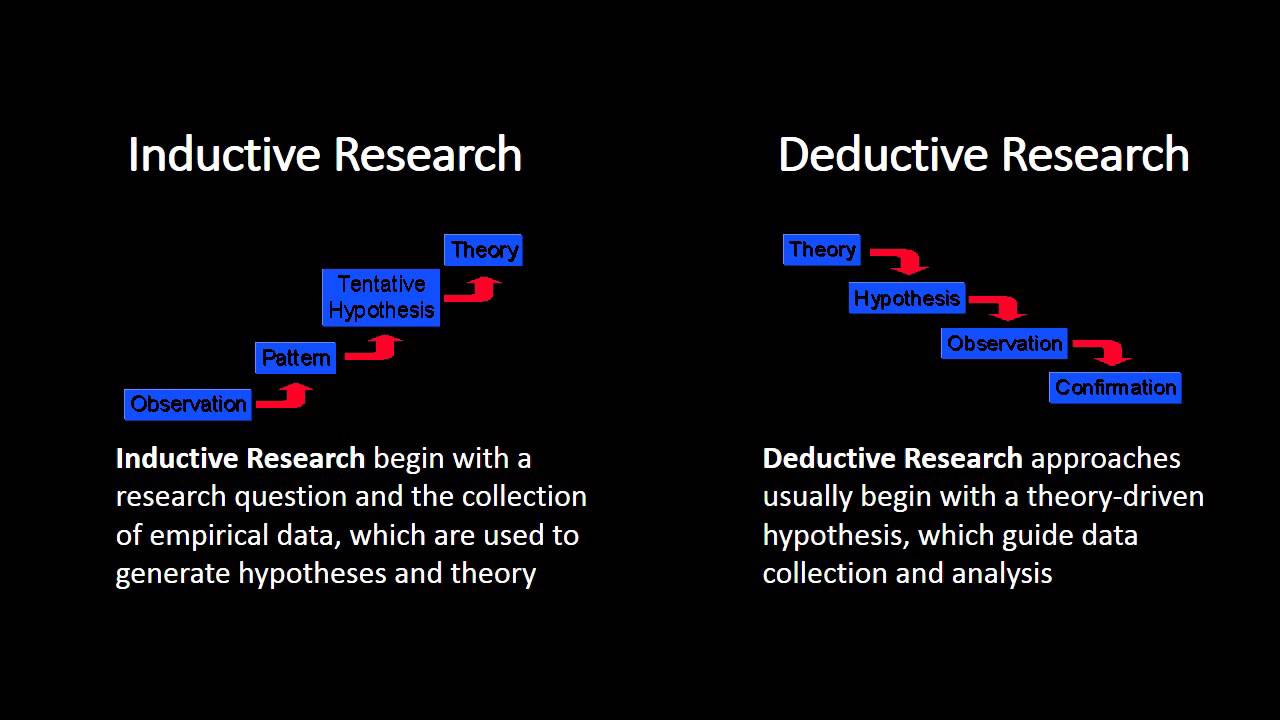 Inductive Research
Theory
Tentative
Hypothesis
Pattern
Observation
Inductive Research begin with a
research question and the collection
of empirical data, which are used to
generate hypotheses and theory
Deductive Research
Theory
Hypothesis
Observation
Confirmation
Deductive Research approaches
usually begin with a theory-driven
hypothesis, which guide data
collection and analysis